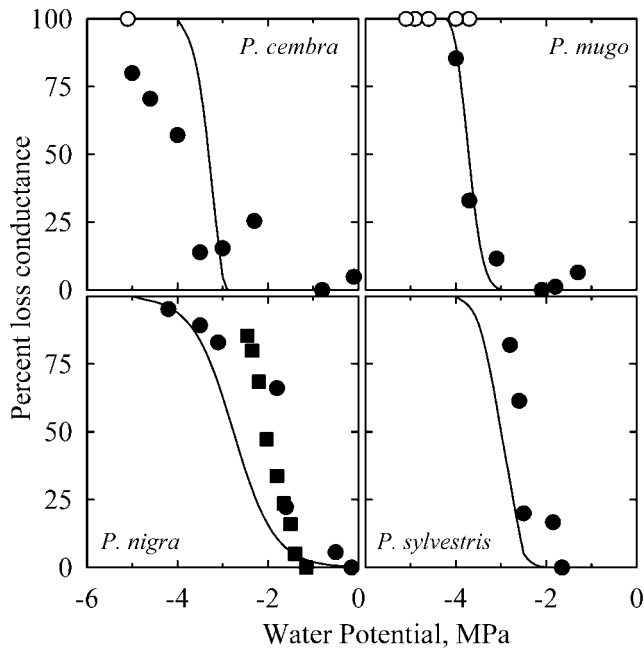 100
P. cembra
P. mugo
75
50
25
0
75
50
25
P. nigra
P. sylvestris
0
-6 -4 -2 0 -4 -2 0
Percent loss conductance
Water Potential, MPa